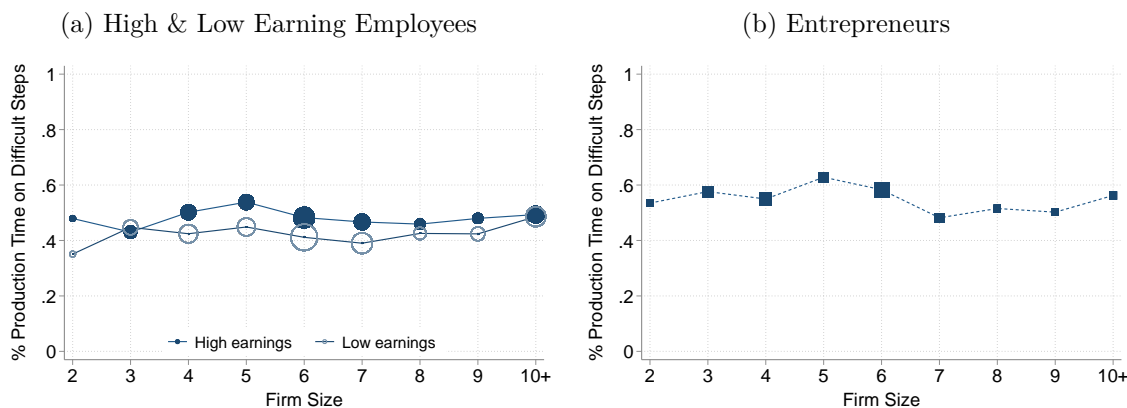 (a) High & Low Earning Employees
% Production Time on Difficult Steps
1
.8
.6
.4
.2
0
High earnings
Low earnings
2 3 4 5 6 7 8 9 10+
Firm Size
(b) Entrepreneurs
% Production Time on Difficult Steps
1
.8
.6
.4
.2
0
2 3 4 5 6 7 8 9 10+
Firm Size